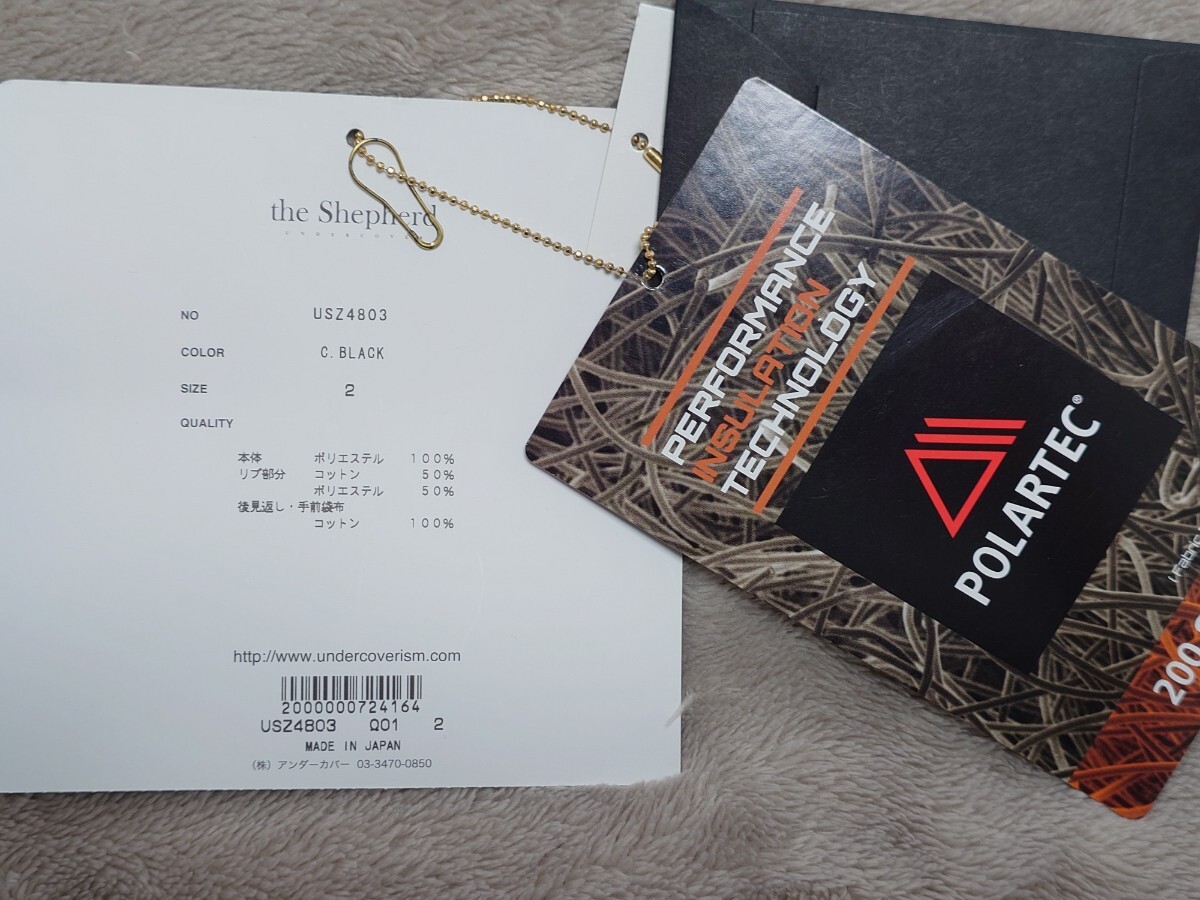 the Shepherd
UNDERCOVER
NO USZ4803
COLOR C.BLACK
SIZE 2
QUALITY
本体 ポリエステル 100%
リブ部分 コットン 50%
ポリエステル 50%
後見返し・手前袋布
コットン 100%
http://www.undercoverism.com
2000000724164
USZ4803 Q01 2
MADE IN JAPAN
(株) アンダーカバー 03-3470-0850
PERFORMANCE
INSULATION
TECHNOLOGY
POLARTEC®
200